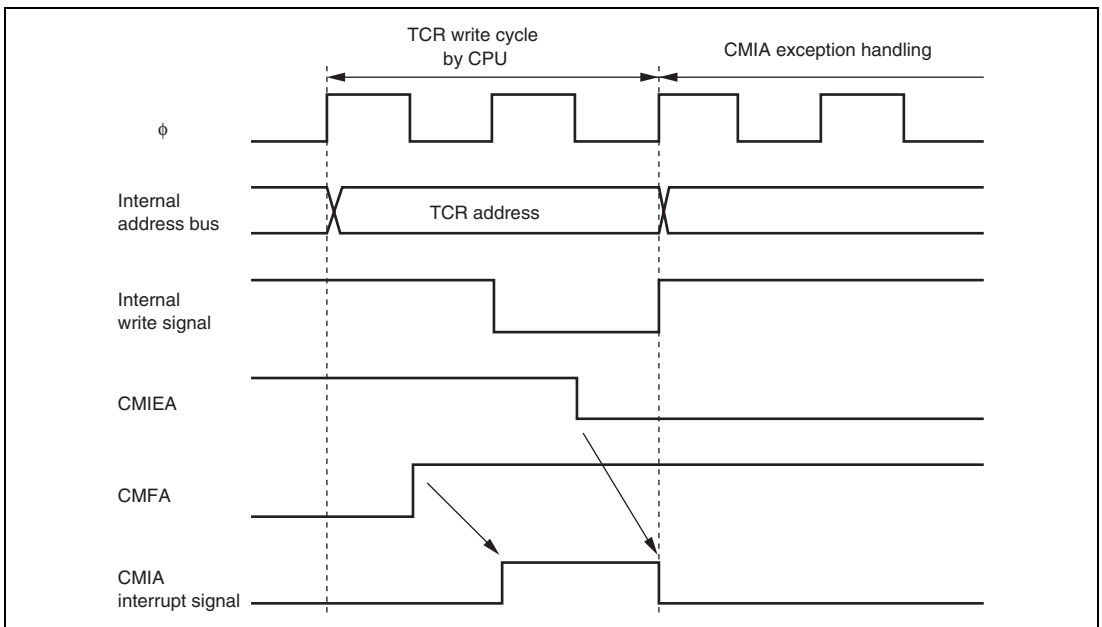 TCR write cycle
by CPU
CMIA exception handling
ϕ
Internal
address bus
TCR address
Internal
write signal
CMIEA
CMFA
CMIA
interrupt signal